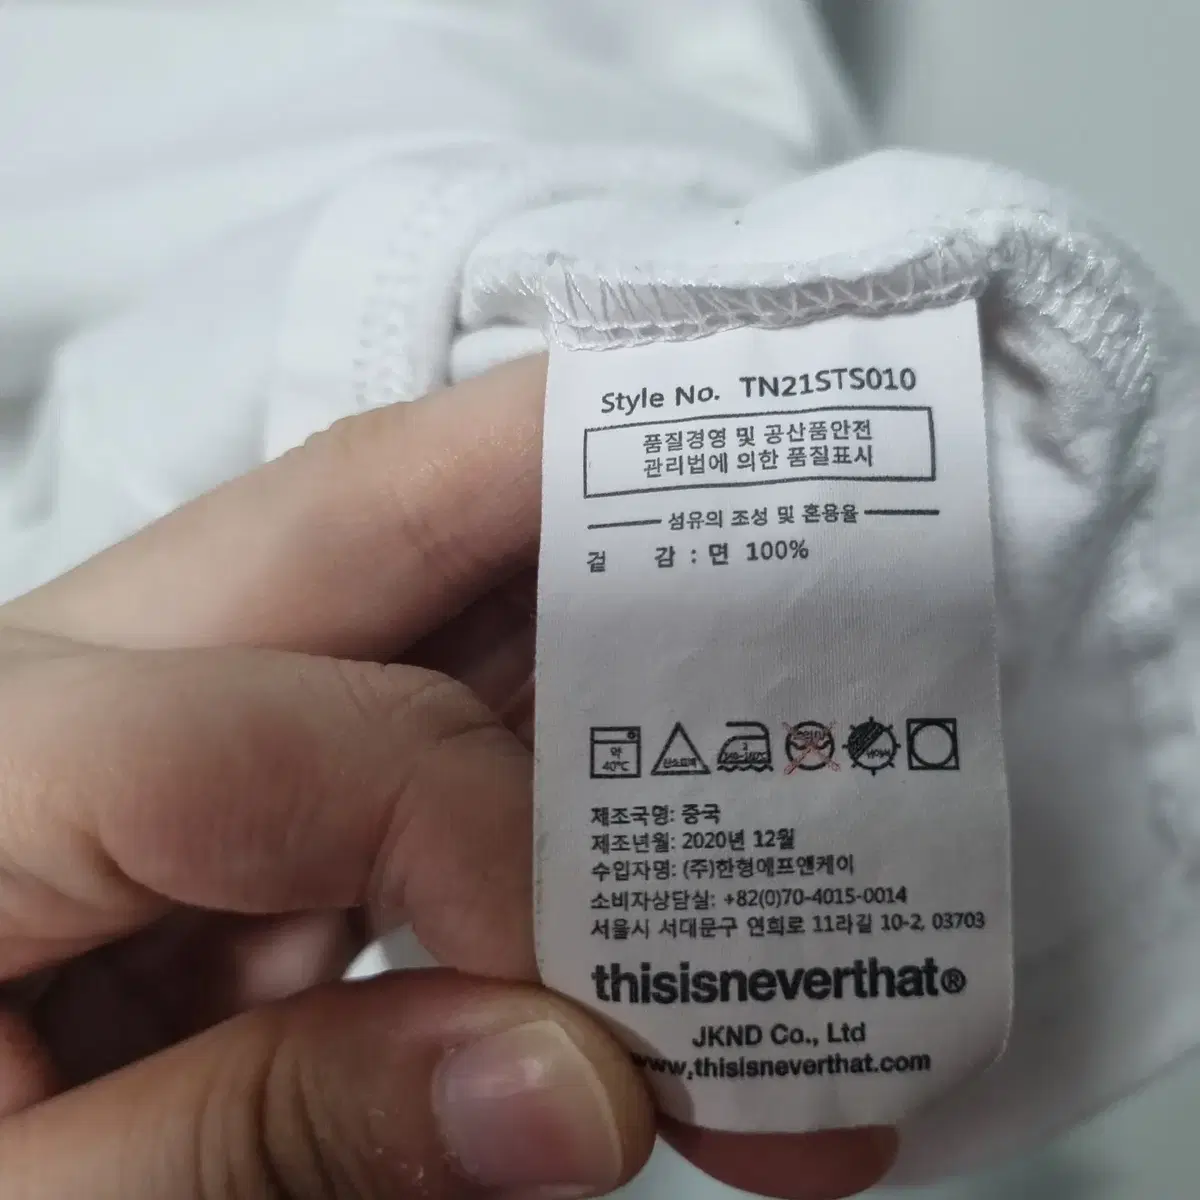 Style No. TN21STS010
품질경영 및 공산품안전
관리법에 의한 품질표시
섬유의 조성 및 혼용율
겉 감 : 면 100%
약
40℃
산소표백
제조국명: 중국
제조년월: 2020년 12월
수입자명: (주)한형에프앤케이
소비자상담실: +82(0)70-4015-0014
서울시 서대문구 연희로 11라길 10-2, 03703
thisisneverthat®
JKND Co., Ltd
www.thisisneverthat.com